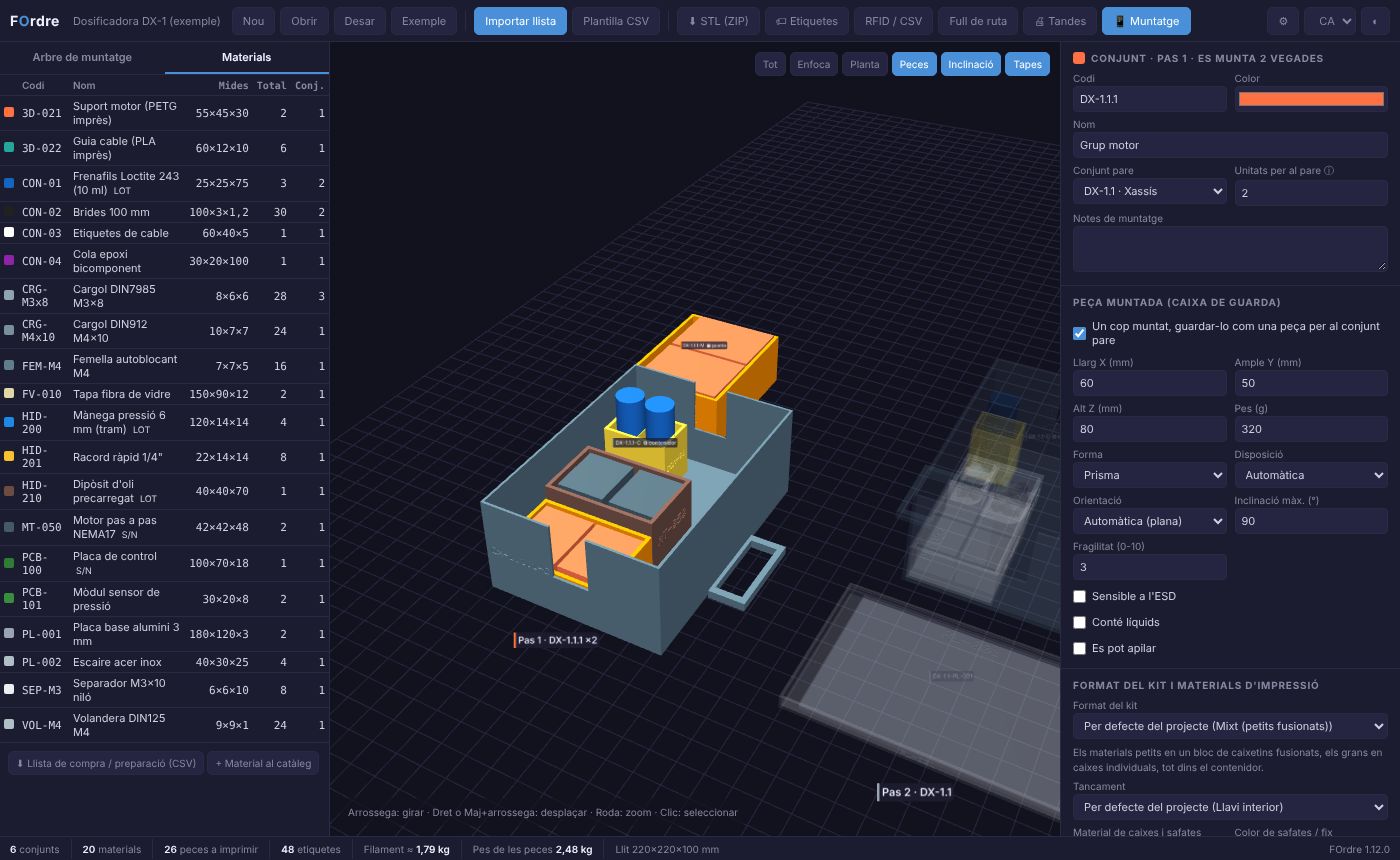 FOrdre Dosificadora DX-1 (exemple) Nou Obrir Desar Exemple Importar llista Plantilla CSV ⬇ STL (ZIP) 🏷 Etiquetes RFID / CSV Full de ruta 🖨 Tandes 📱 Muntatge ⚙ CA
Arbre de muntatge Materials
Codi Nom Mides Total Conj.
3D-021 Suport motor (PETG imprès) 55×45×30 2 1
3D-022 Guia cable (PLA imprès) 60×12×10 6 1
CON-01 Frenafils Loctite 243 (10 ml) LOT 25×25×75 3 2
CON-02 Brides 100 mm 100×3×1,2 30 2
CON-03 Etiquetes de cable 60×40×5 1 1
CON-04 Cola epoxi bicomponent 30×20×100 1 1
CRG-M3x8 Cargol DIN7985 M3×8 8×6×6 28 3
CRG-M4x10 Cargol DIN912 M4×10 10×7×7 24 1
FEM-M4 Femella autoblocant M4 7×7×5 16 1
FV-010 Tapa fibra de vidre 150×90×12 2 1
HID-200 Mànega pressió 6 mm (tram) LOT 120×14×14 4 1
HID-201 Racord ràpid 1/4" 22×14×14 8 1
HID-210 Dipòsit d'oli precarregat LOT 40×40×70 1 1
MT-050 Motor pas a pas NEMA17 S/N 42×42×48 2 1
PCB-100 Placa de control S/N 100×70×18 1 1
PCB-101 Mòdul sensor de pressió 30×20×8 2 1
PL-001 Placa base alumini 3 mm 180×120×3 2 1
PL-002 Escaire acer inox 40×30×25 4 1
SEP-M3 Separador M3×10 niló 6×6×10 8 1
VOL-M4 Volandera DIN125 M4 9×9×1 24 1
⬇ Llista de compra / preparació (CSV) + Material al catàleg
Tot Enfoca Planta Peces Inclinació Tapes
Pas 1 · DX-1.1.1 ×2
Pas 2 · DX-1.1
Arrossega: girar · Dret o Maj+arrossega: desplaçar · Roda: zoom · Clic: seleccionar
CONJUNT · PAS 1 · ES MUNTA 2 VEGADES
Codi Color
DX-1.1.1
Nom
Grup motor
Conjunt pare Unitats per al pare ⓘ
DX-1.1 · Xassís 2
Notes de muntatge
PEÇA MUNTADA (CAIXA DE GUARDA)
Un cop muntat, guardar-lo com una peça per al conjunt
pare
Llarg X (mm) Ample Y (mm)
60 50
Alt Z (mm) Pes (g)
80 320
Forma Disposició
Prisma Automàtica
Orientació Inclinació màx. (°)
Automàtica (plana) 90
Fragilitat (0-10)
3
Sensible a l'ESD
Conté líquids
Es pot apilar
FORMAT DEL KIT I MATERIALS D'IMPRESSIÓ
Format del kit
Per defecte del projecte (Mixt (petits fusionats))
Els materials petits en un bloc de caixetins fusionats, els grans en
caixes individuals, tot dins el contenidor.
Tancament
Per defecte del projecte (Llavi interior)
Material de caixes i safates Color de safates / fix
6 conjunts 20 materials 26 peces a imprimir 48 etiquetes Filament ≈ 1,79 kg Pes de les peces 2,48 kg Llit 220×220×100 mm FOrdre 1.12.0